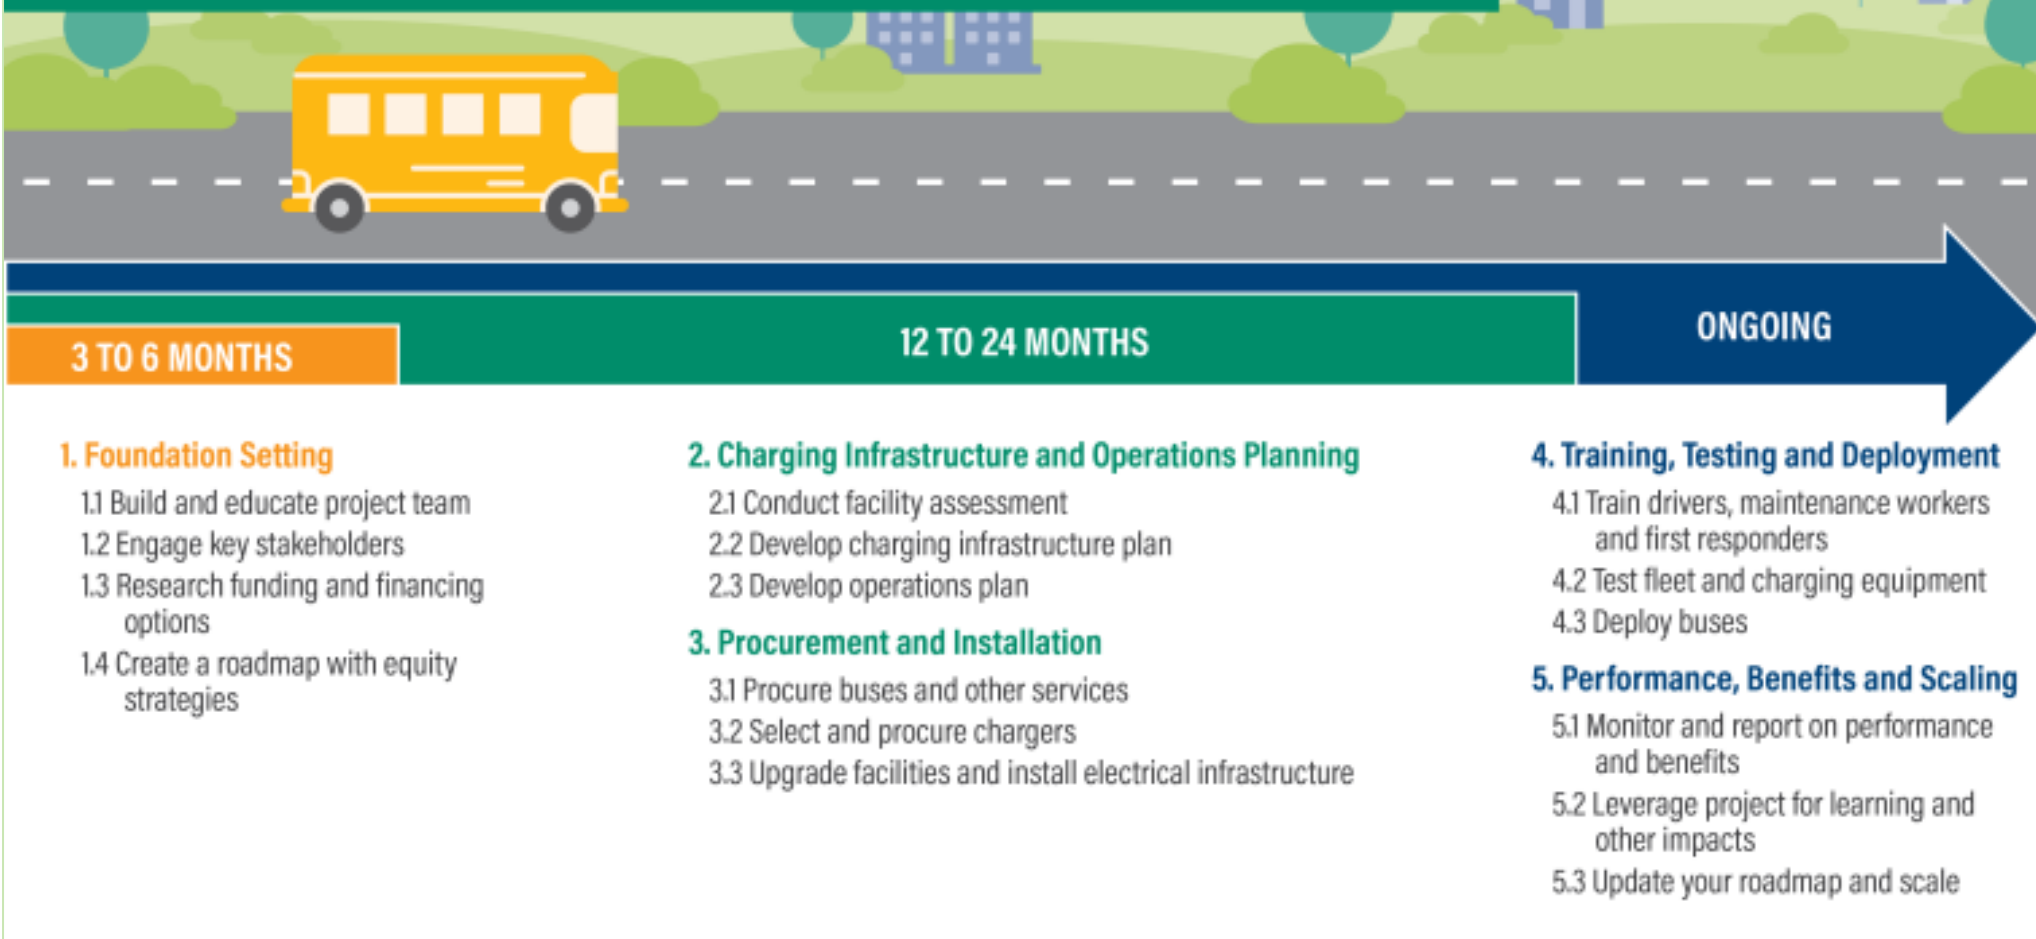 3 TO 6 MONTHS
12 TO 24 MONTHS
ONGOING
1. Foundation Setting
1.1 Build and educate project team
1.2 Engage key stakeholders
1.3 Research funding and financing
options
1.4 Create a roadmap with equity
strategies
2. Charging Infrastructure and Operations Planning
2.1 Conduct facility assessment
2.2 Develop charging infrastructure plan
2.3 Develop operations plan
3. Procurement and Installation
3.1 Procure buses and other services
3.2 Select and procure chargers
3.3 Upgrade facilities and install electrical infrastructure
4. Training, Testing and Deployment
4.1 Train drivers, maintenance workers
and first responders
4.2 Test fleet and charging equipment
4.3 Deploy buses
5. Performance, Benefits and Scaling
5.1 Monitor and report on performance
and benefits
5.2 Leverage project for learning and
other impacts
5.3 Update your roadmap and scale